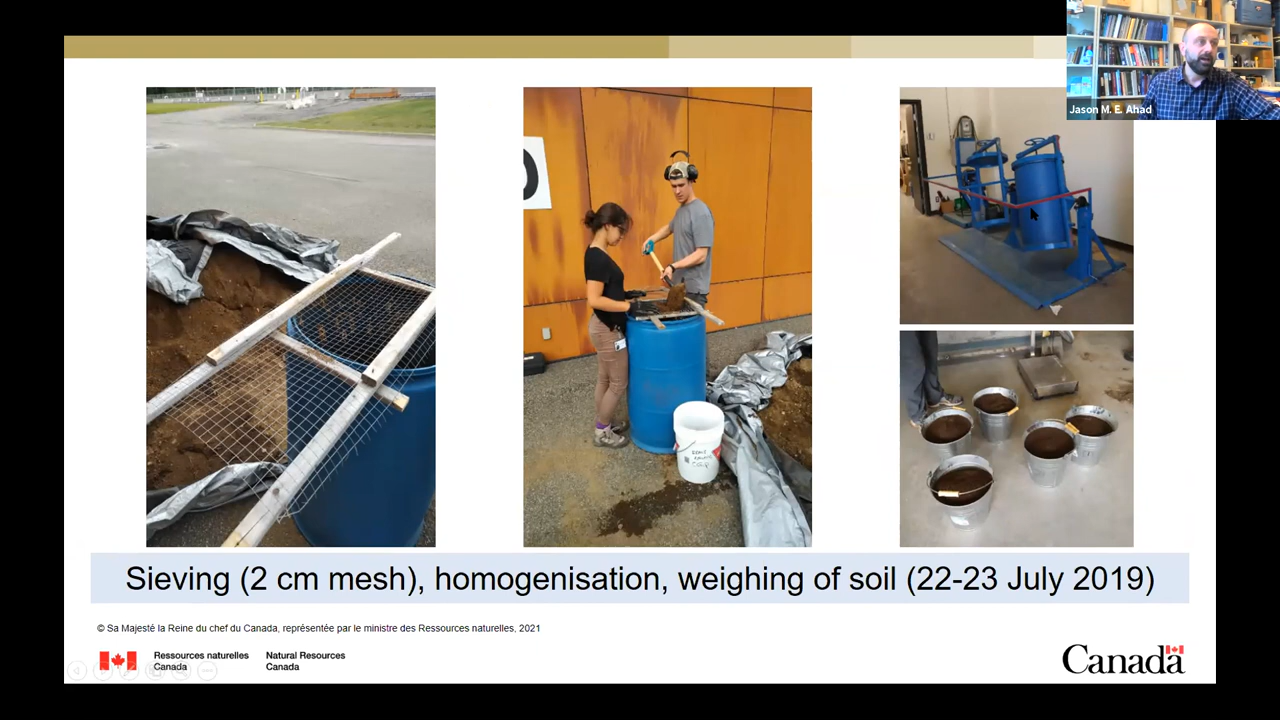 Jason M. E. Ahad
Sieving (2 cm mesh), homogenisation, weighing of soil (22-23 July 2019)
© Sa Majesté la Reine du chef du Canada, représentée par le ministre des Ressources naturelles, 2021
Ressources naturelles
Canada
Natural Resources
Canada
Canada